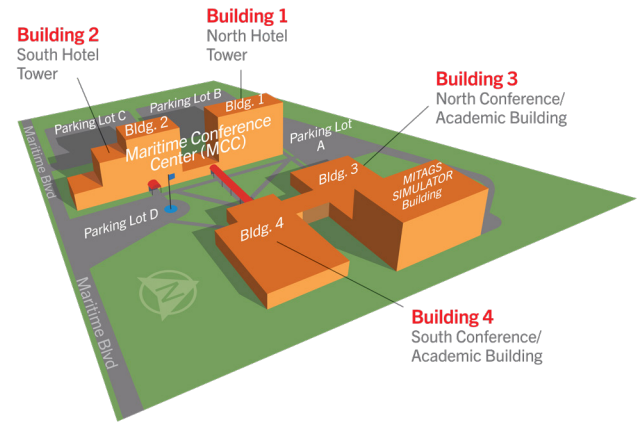 Building 1
North Hotel
Tower
Building 2
South Hotel
Tower
Building 3
North Conference/
Academic Building
Parking Lot B
Parking Lot C
Bldg. 1
Bldg. 2
Maritime Conference
Center (MCC)
Parking Lot
A
Maritime Blvd
Bldg. 3
MITAGS
SIMULATOR
Building
Parking Lot D
Bldg. 4
M
Maritime Blvd
Building 4
South Conference/
Academic Building